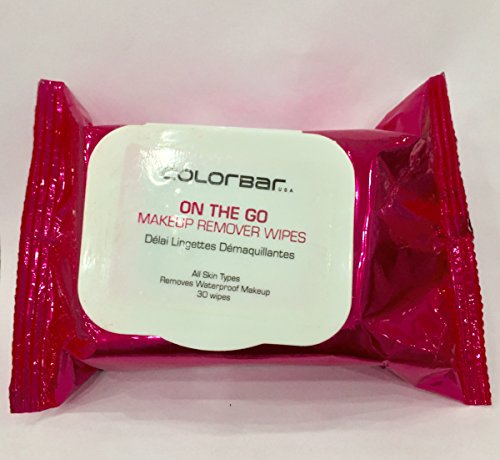 COLORBAR
USA
ON THE GO
MAKEUP REMOVER WIPES
Délai Lingettes Démaquillantes
All Skin Types
Removes Waterproof Makeup
30 wipes